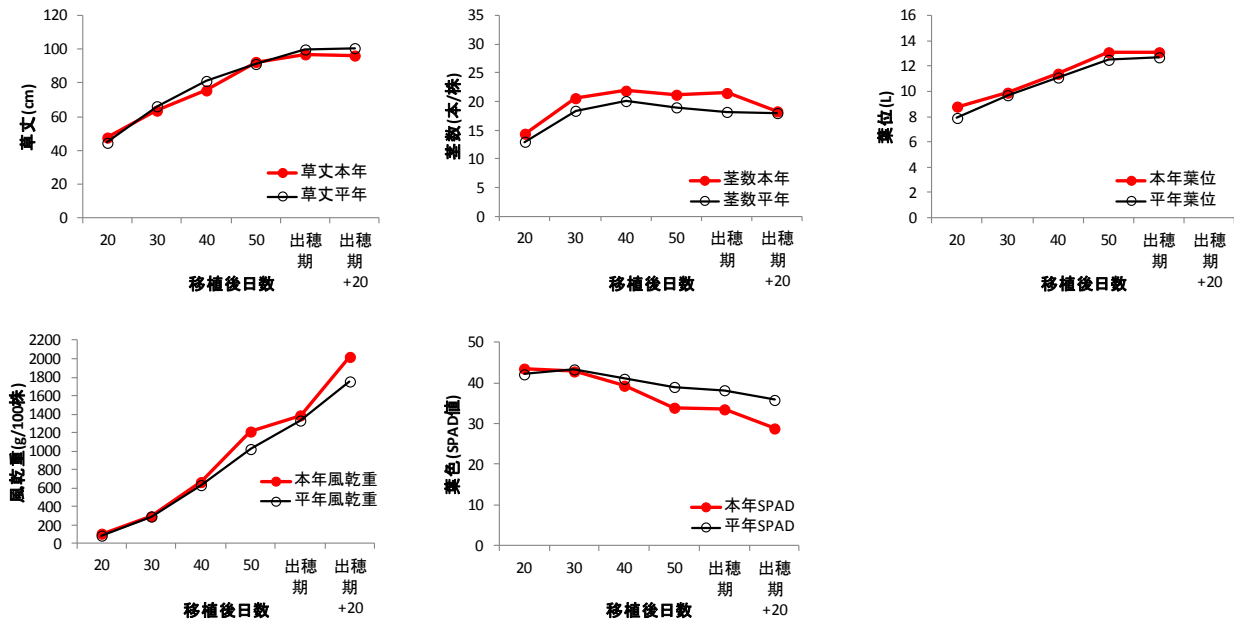 草丈(cm)
120
100
80
60
40
20
0
草丈本年
草丈平年
20
30
40
50
出穂
期
出穂
期
+20
移植後日数
茎数(本/株)
35
30
25
20
15
10
5
0
茎数本年
茎数平年
20
30
40
50
出穂
期
出穂
期
+20
移植後日数
葉位(L)
16
14
12
10
8
6
4
2
0
本年葉位
平年葉位
20
30
40
50
出穂
期
出穂
期
+20
移植後日数
風乾重(g/100株)
2200
2000
1800
1600
1400
1200
1000
800
600
400
200
0
本年風乾重
平年風乾重
20
30
40
50
出穂
期
出穂
期
+20
移植後日数
葉色(SPAD値)
50
40
30
20
10
0
本年SPAD
平年SPAD
20
30
40
50
出穂
期
出穂
期
+20
移植後日数